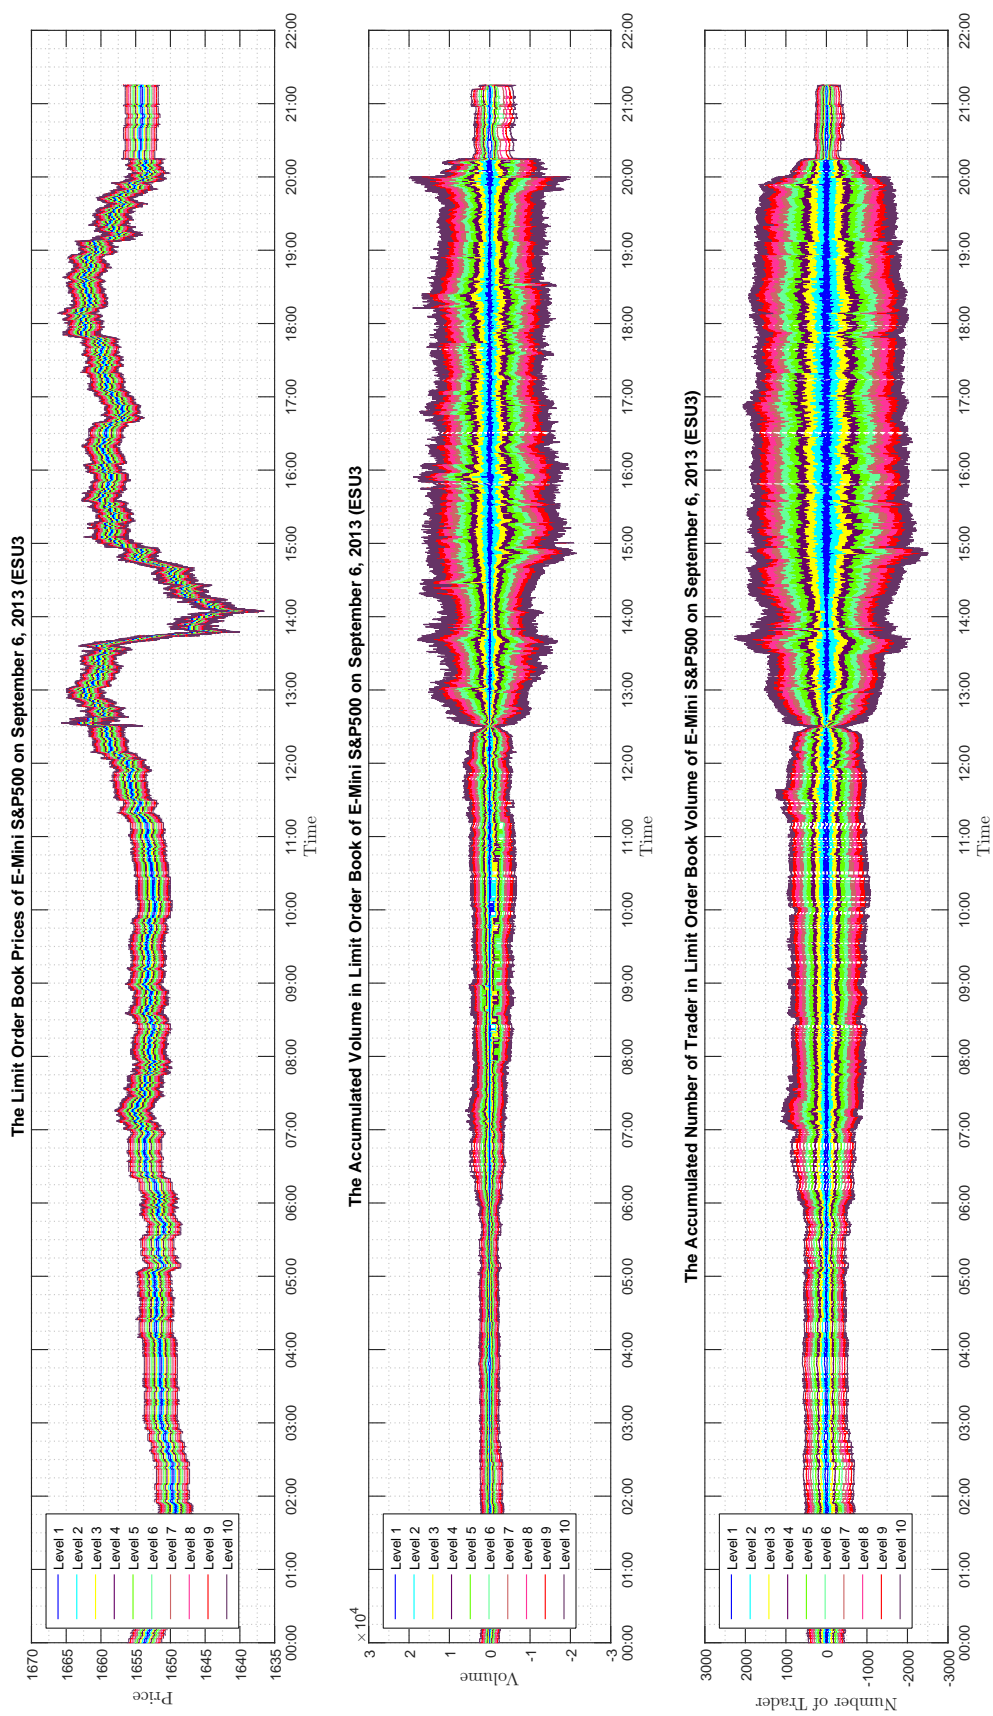 The Limit Order Book Prices of E-Mini S&P500 on September 6, 2013 (ESU3
Price
1670
1665
1660
1655
1650
1645
1640
1635
00:00 01:00 02:00 03:00 04:00 05:00 06:00 07:00 08:00 09:00 10:00 11:00 12:00 13:00 14:00 15:00 16:00 17:00 18:00 19:00 20:00 21:00 22:00
Time
Level 1
Level 2
Level 3
Level 4
Level 5
Level 6
Level 7
Level 8
Level 9
Level 10
The Accumulated Volume in Limit Order Book of E-Mini S&P500 on September 6, 2013 (ESU3
×10⁴
Volume
3
2
1
0
-1
-2
-3
00:00 01:00 02:00 03:00 04:00 05:00 06:00 07:00 08:00 09:00 10:00 11:00 12:00 13:00 14:00 15:00 16:00 17:00 18:00 19:00 20:00 21:00 22:00
Time
Level 1
Level 2
Level 3
Level 4
Level 5
Level 6
Level 7
Level 8
Level 9
Level 10
The Accumulated Number of Trader in Limit Order Book Volume of E-Mini S&P500 on September 6, 2013 (ESU3)
Number of Trader
3000
2000
1000
0
-1000
-2000
-3000
00:00 01:00 02:00 03:00 04:00 05:00 06:00 07:00 08:00 09:00 10:00 11:00 12:00 13:00 14:00 15:00 16:00 17:00 18:00 19:00 20:00 21:00 22:00
Time
Level 1
Level 2
Level 3
Level 4
Level 5
Level 6
Level 7
Level 8
Level 9
Level 10